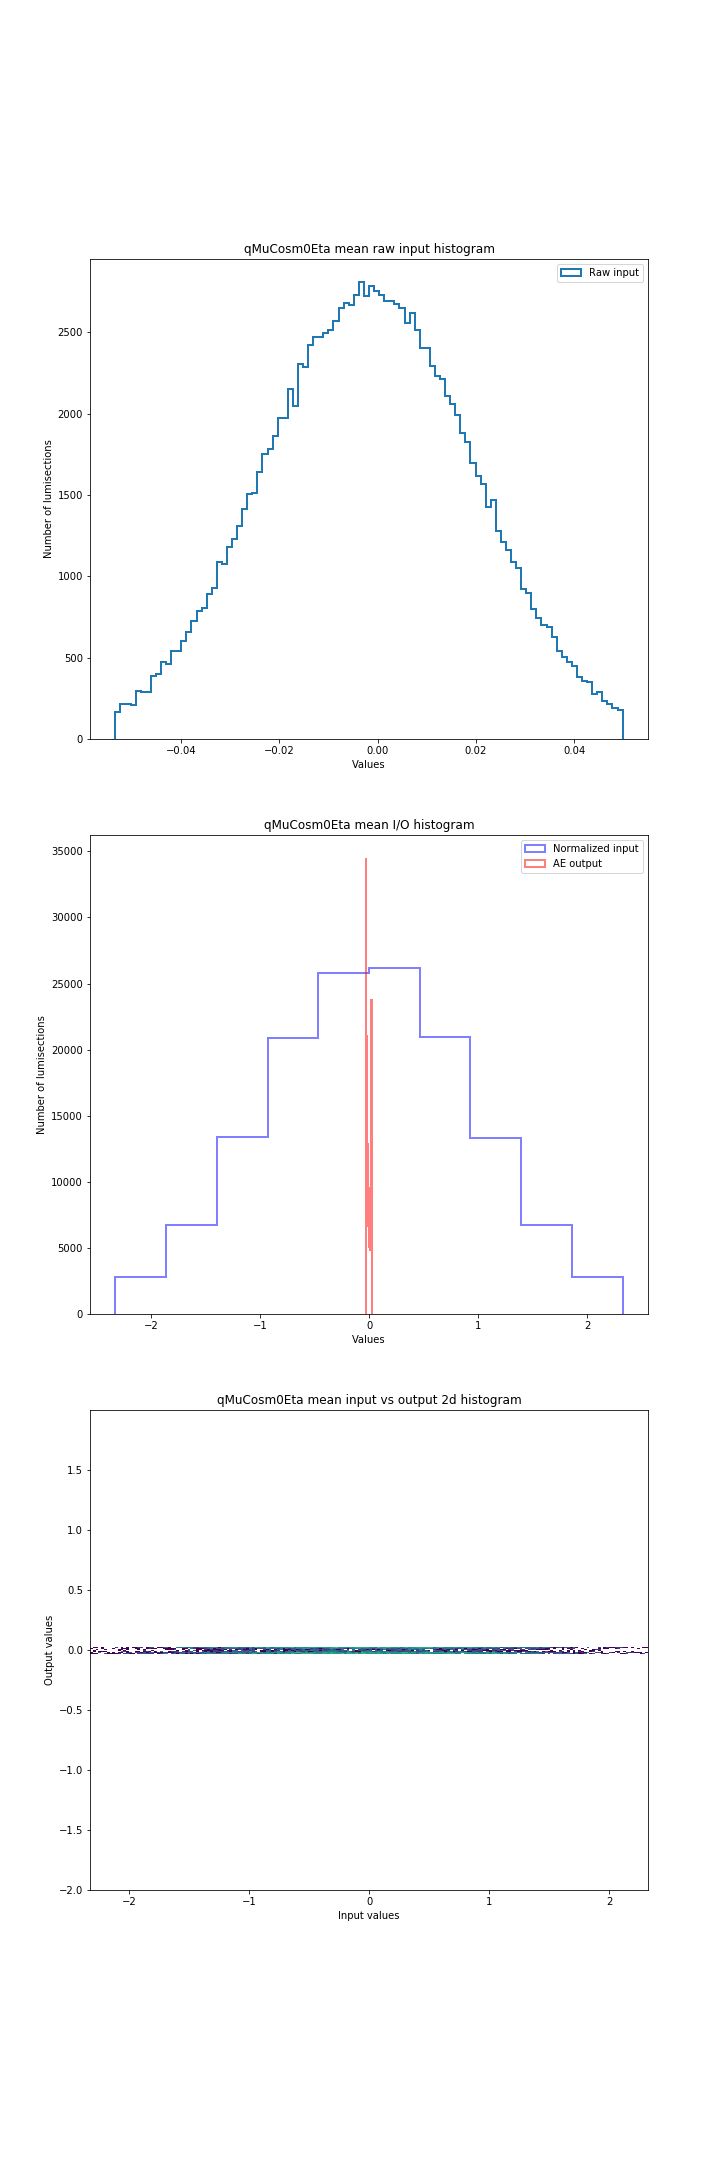 qMuCosm0Eta mean raw input histogram
Raw input
2500
2000
1500
1000
500
0
Number of lumisections
−0.04 −0.02 0.00 0.02 0.04
Values
qMuCosm0Eta mean I/O histogram
Normalized input
AE output
35000
30000
25000
20000
15000
10000
5000
0
Number of lumisections
−2 −1 0 1 2
Values
qMuCosm0Eta mean input vs output 2d histogram
1.5
1.0
0.5
0.0
−0.5
−1.0
−1.5
−2.0
Output values
−2 −1 0 1 2
Input values